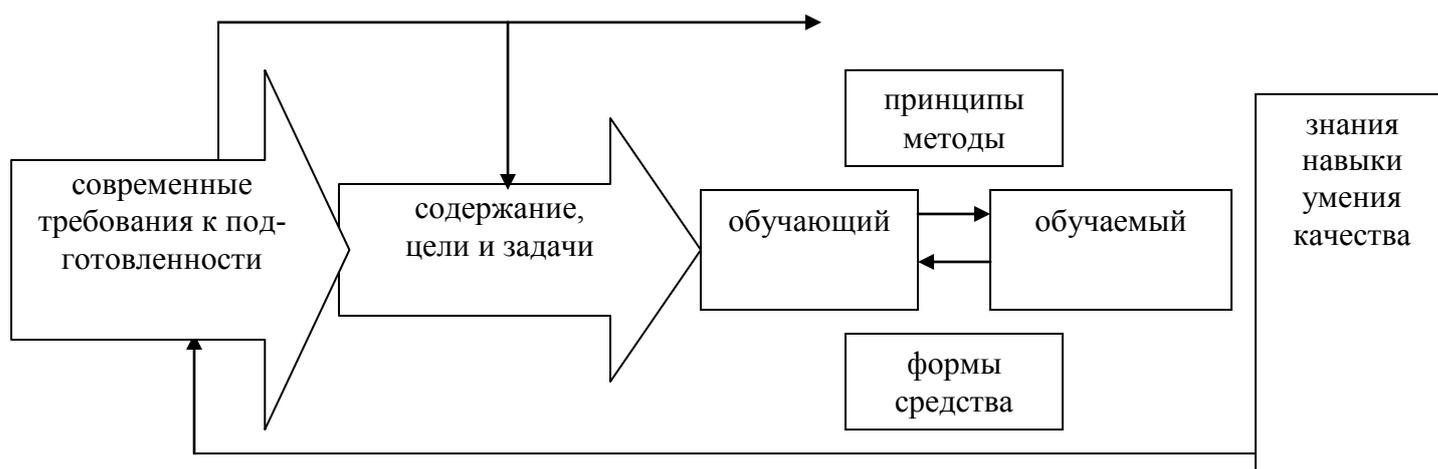 современные
требования к под-
готовленности
содержание,
цели и задачи
принципы
методы
обучающий
обучаемый
формы
средства
знания
навыки
умения
качества